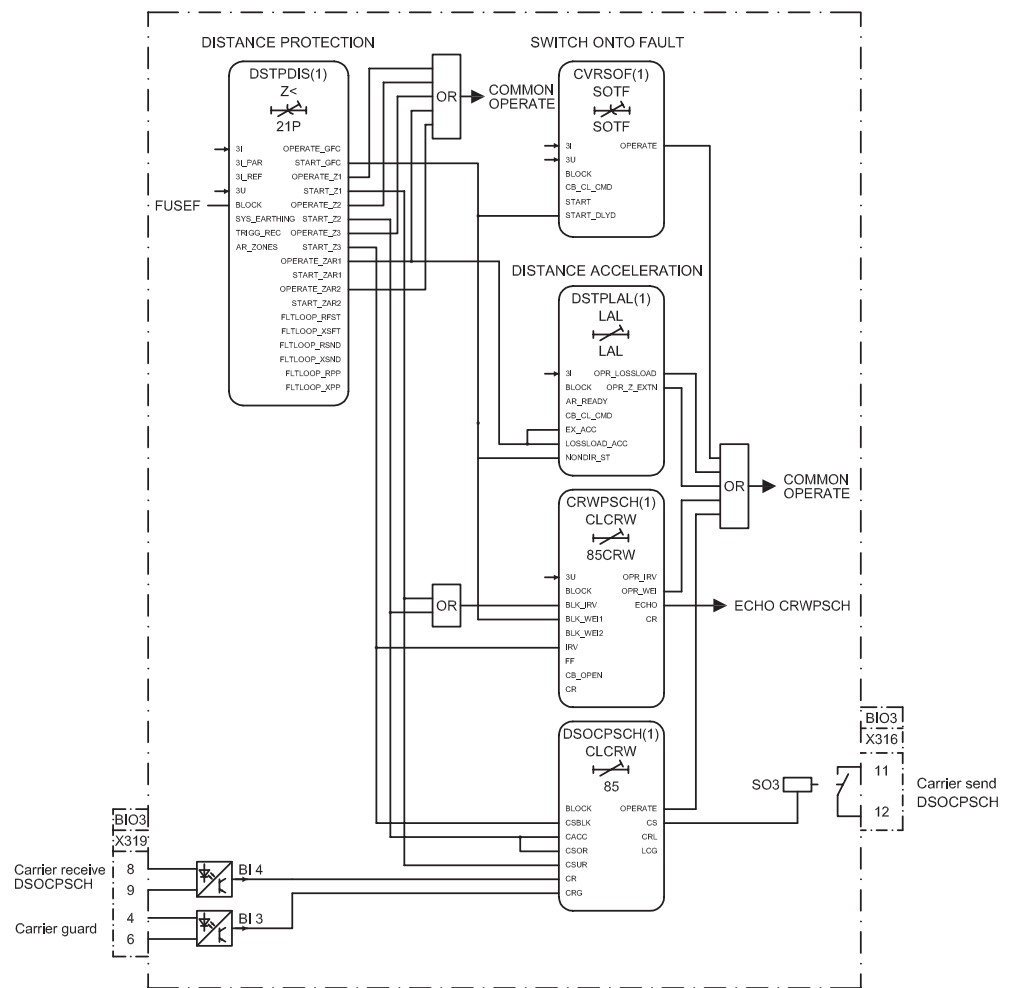 DISTANCE PROTECTION
DSTPDIS(1)
Z<
21P
3I OPERATE_GFC
3I_PAR START_GFC
3I_REF OPERATE_Z1
3U START_Z1
BLOCK OPERATE_Z2
SYS_EARTHING START_Z2
TRIGG_REC OPERATE_Z3
AR_ZONES START_Z3
OPERATE_ZAR1
START_ZAR1
OPERATE_ZAR2
START_ZAR2
FLTLOOP_RFST
FLTLOOP_XSFT
FLTLOOP_RSND
FLTLOOP_XSND
FLTLOOP_RPP
FLTLOOP_XPP
FUSEF
OR
COMMON
OPERATE
SWITCH ONTO FAULT
CVRSOF(1)
SOTF
SOTF
3I OPERATE
3U
BLOCK
CB_CL_CMD
START
START_DLYD
DISTANCE ACCELERATION
DSTPLAL(1)
LAL
LAL
3I OPR_LOSSLOAD
BLOCK OPR_Z_EXTN
AR_READY
CB_CL_CMD
EX_ACC
LOSSLOAD_ACC
NONDIR_ST
OR
COMMON
OPERATE
CRWPSCH(1)
CLCRW
85CRW
3U OPR_IRV
BLOCK OPR_WEI
BLK_IRV ECHO
BLK_WEI1 CR
BLK_WEI2
IRV
FF
CB_OPEN
CR
OR
ECHO CRWPSCH
DSOCPSCH(1)
CLCRW
85
BLOCK OPERATE
CSBLK CS
CACC CRL
CSOR LCG
CSUR
CR
CRG
SO3
BIO3
X316
11
12
Carrier send
DSOCPSCH
BIO3
X319
8
9
4
6
Carrier receive
DSOCPSCH
Carrier guard
BI 4
BI 3